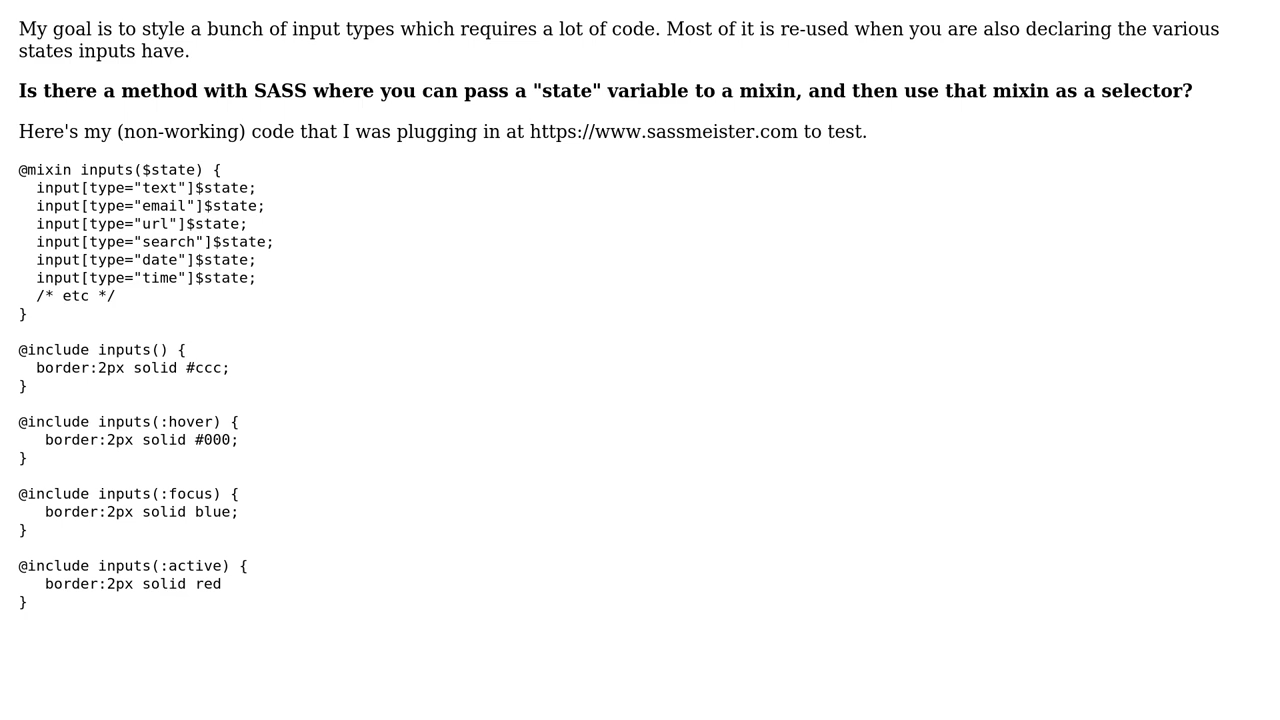 My goal is to style a bunch of input types which requires a lot of code. Most of it is re-used when you are also declaring the various
states inputs have.
Is there a method with SASS where you can pass a "state" variable to a mixin, and then use that mixin as a selector?
Here's my (non-working) code that I was plugging in at https://www.sassmeister.com to test.
@mixin inputs($state) {
  input[type="text"]$state;
  input[type="email"]$state;
  input[type="url"]$state;
  input[type="search"]$state;
  input[type="date"]$state;
  input[type="time"]$state;
  /* etc */
}
@include inputs() {
  border:2px solid #ccc;
}
@include inputs(:hover) {
   border:2px solid #000;
}
@include inputs(:focus) {
   border:2px solid blue;
}
@include inputs(:active) {
   border:2px solid red
}